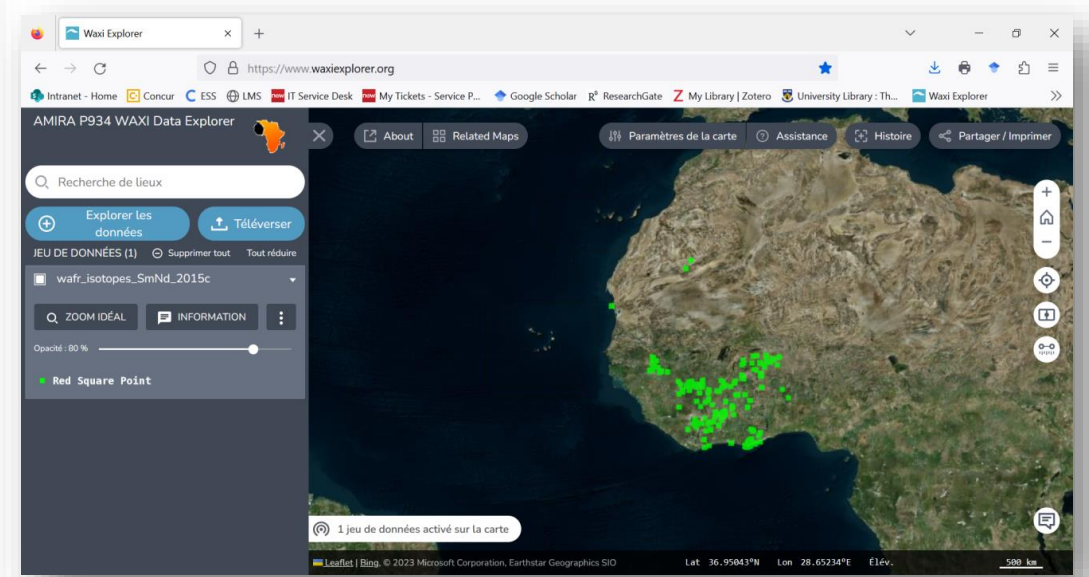 Waxi Explorer
https://www.waxiexplorer.org
Intranet - Home Concur ESS LMS IT Service Desk My Tickets - Service P... Google Scholar ResearchGate My Library | Zotero University Library : Th... Waxi Explorer
AMIRA P934 WAXI Data Explorer
About Related Maps Paramètres de la carte Assistance Histoire Partager / Imprimer
Recherche de lieux
Explorer les
données
Téléverser
JEU DE DONNÉES (1) Supprimer tout Tout réduire
wafr_isotopes_SmNd_2015c
ZOOM IDÉAL INFORMATION
Opacité : 80 %
Red Square Point
1 jeu de données activé sur la carte
Leaflet | Bing, © 2023 Microsoft Corporation, Earthstar Geographics SIO Lat 36.95043°N Lon 28.65234°E Élév. 500 km